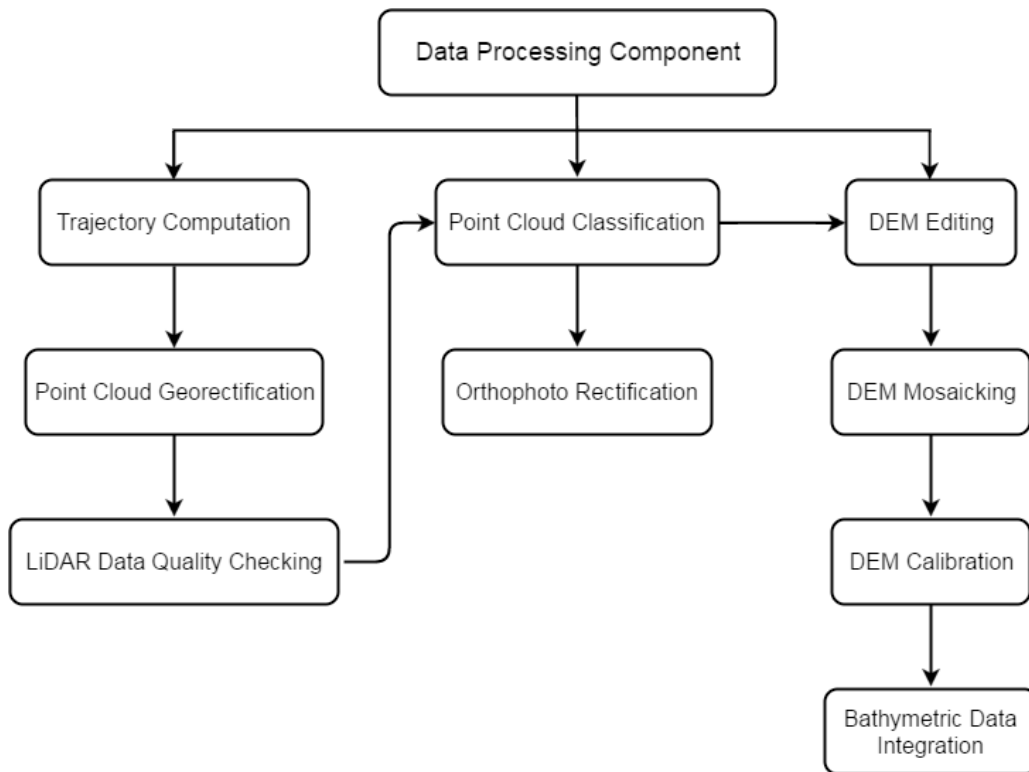 Data Processing Component
Trajectory Computation
Point Cloud Classification
DEM Editing
Point Cloud Georectification
Orthophoto Rectification
DEM Mosaicking
LiDAR Data Quality Checking
DEM Calibration
Bathymetric Data
Integration